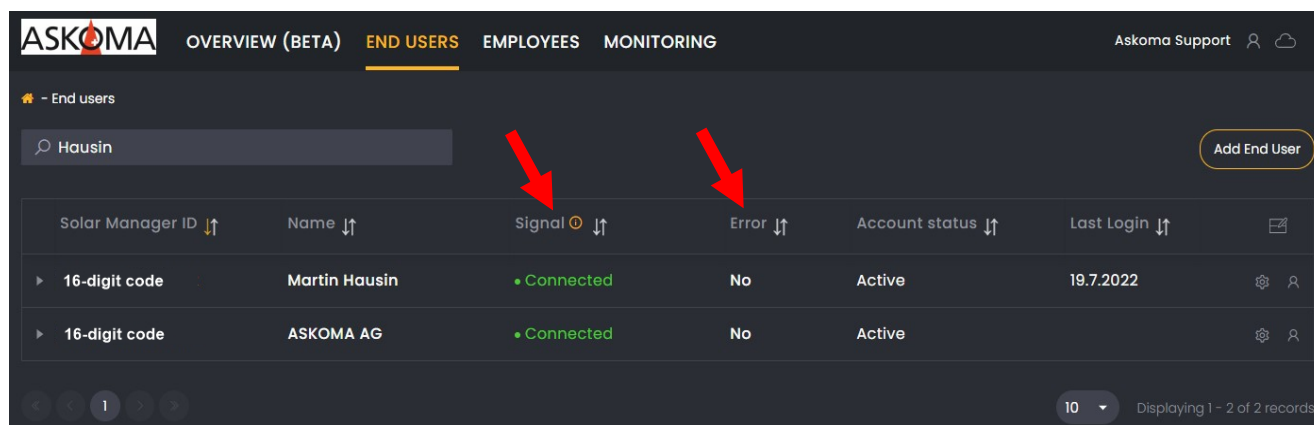 ASKOMA OVERVIEW (BETA) END USERS EMPLOYEES MONITORING Askoma Support
- End users
Hausin
Add End User
Solar Manager ID Name Signal Error Account status Last Login
16-digit code Martin Hausin • Connected No Active 19.7.2022
16-digit code ASKOMA AG • Connected No Active
< < 1 > > 10 Displaying 1 - 2 of 2 records